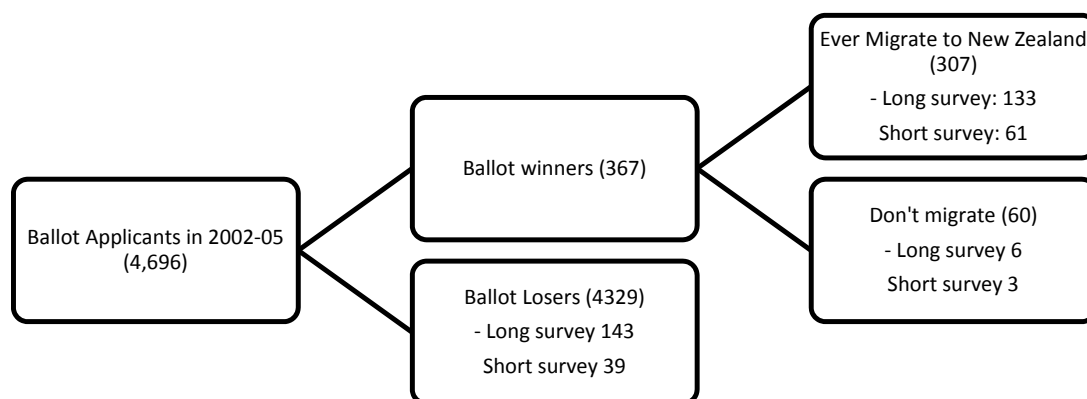 Ballot Applicants in 2002-05
(4,696)
Ballot winners (367)
Ballot Losers (4329)
- Long survey 143
Short survey 39
Ever Migrate to New Zealand
(307)
- Long survey: 133
Short survey: 61
Don't migrate (60)
- Long survey 6
Short survey 3